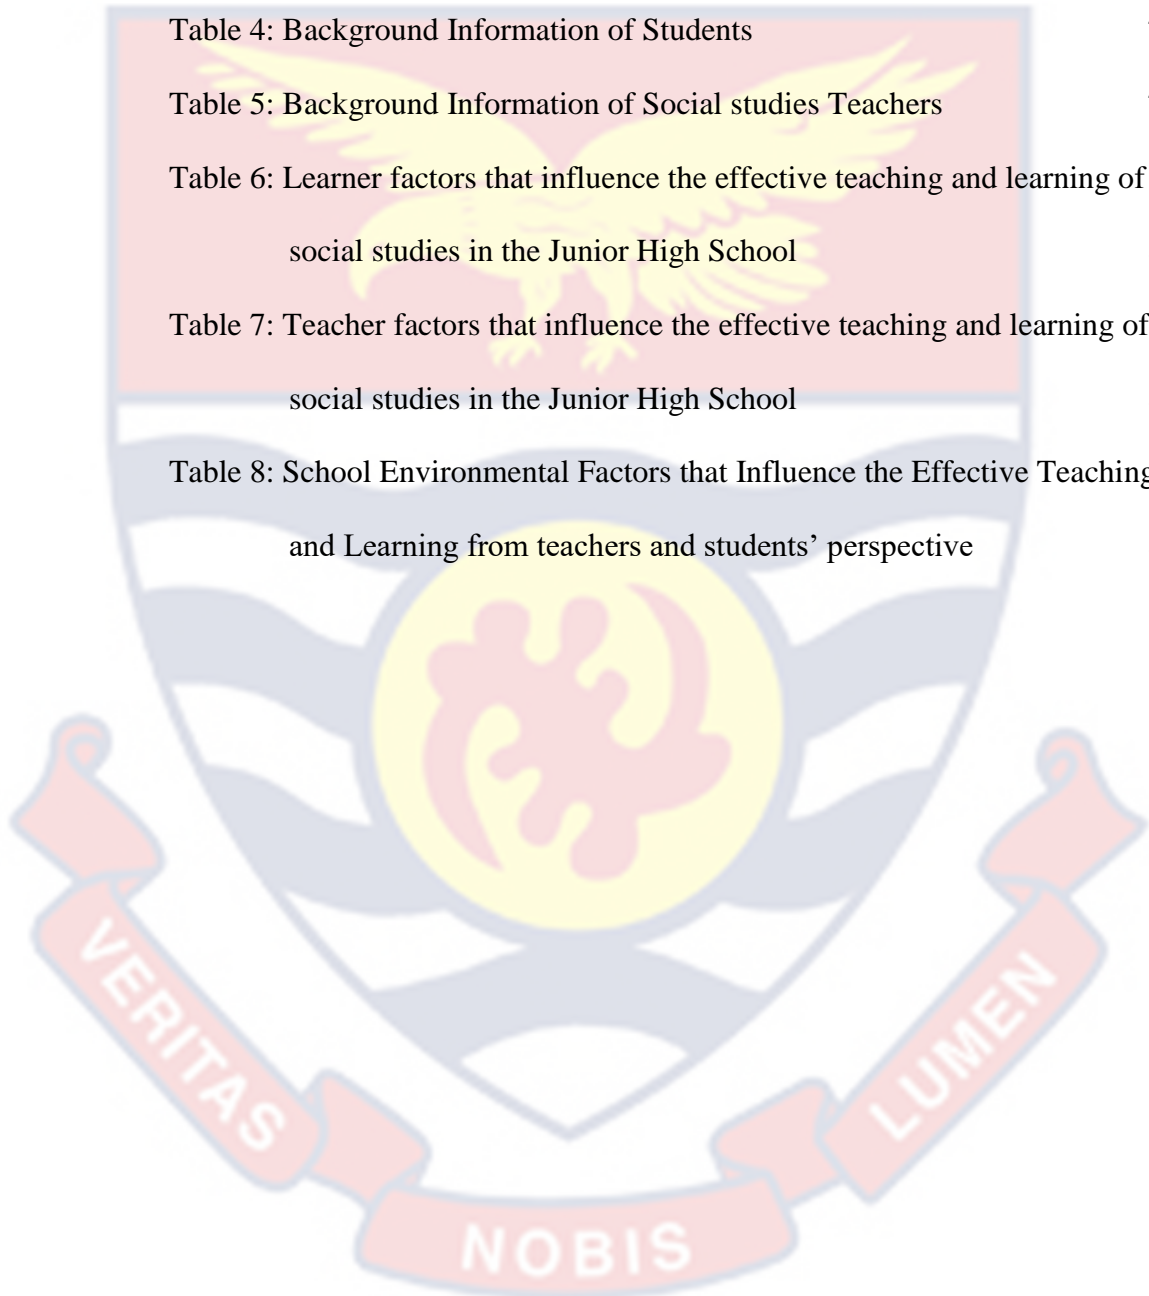 Table 4: Background Information of Students
Table 5: Background Information of Social studies Teachers
Table 6: Learner factors that influence the effective teaching and learning of
social studies in the Junior High School
Table 7: Teacher factors that influence the effective teaching and learning of
social studies in the Junior High School
Table 8: School Environmental Factors that Influence the Effective Teaching
and Learning from teachers and students’ perspective
VERITAS
NOBIS
LUMEN